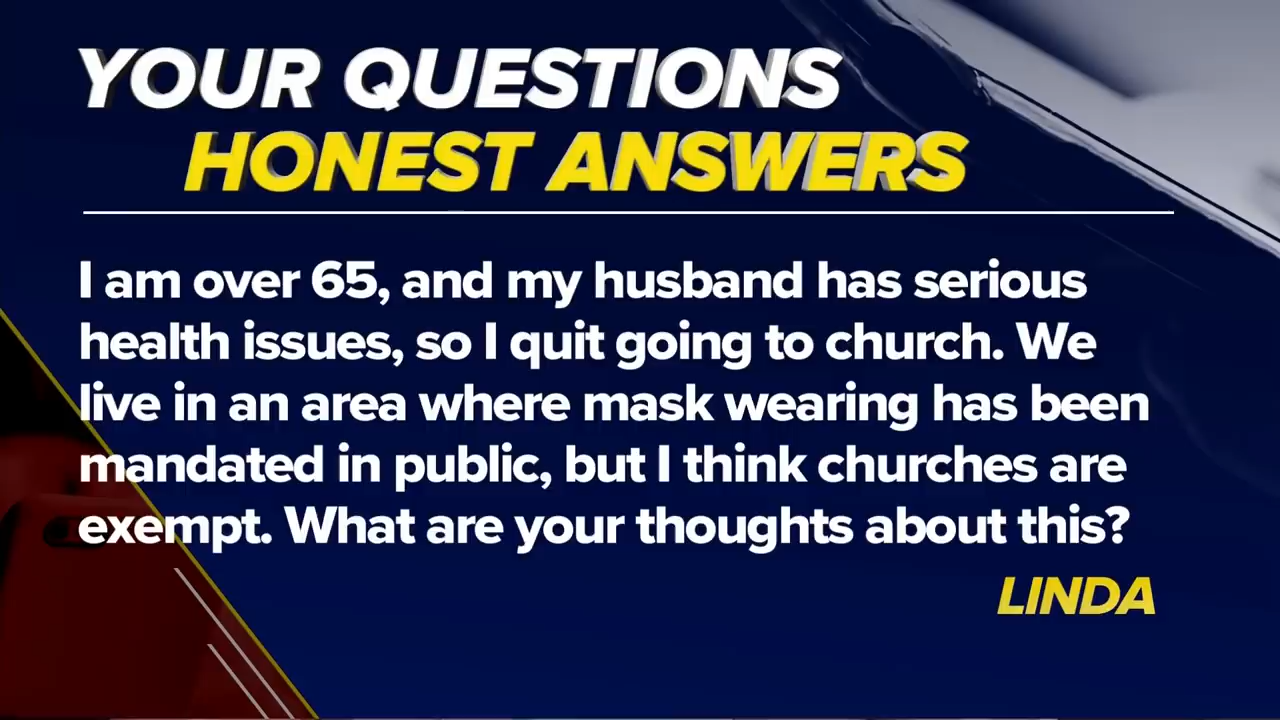 YOUR QUESTIONS
HONEST ANSWERS
I am over 65, and my husband has serious
health issues, so I quit going to church. We
live in an area where mask wearing has been
mandated in public, but I think churches are
exempt. What are your thoughts about this?
LINDA